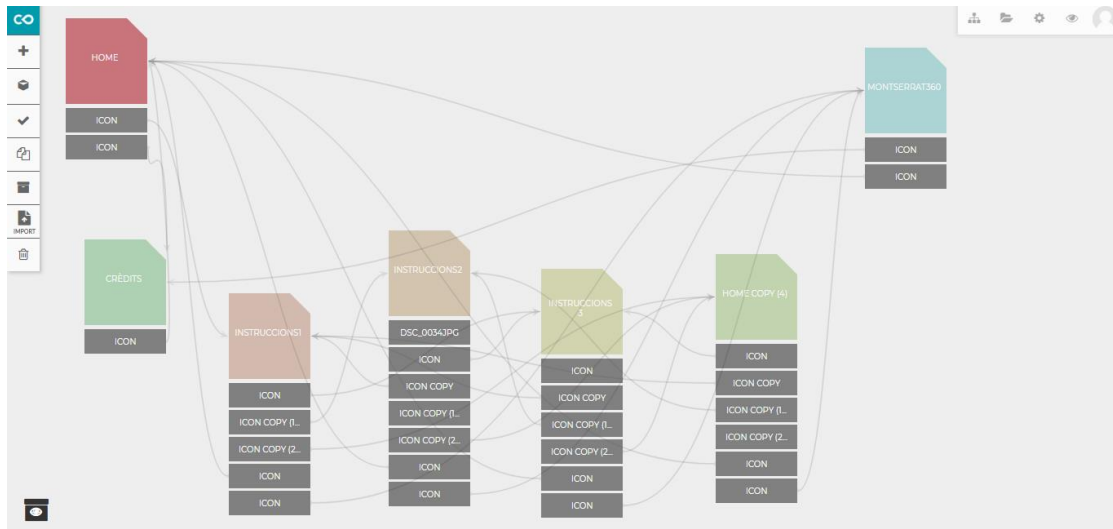 CO
IMPORT
HOME
ICON
ICON
CRÈDITS
ICON
INSTRUCCIONS1
ICON
ICON COPY (1...
ICON COPY (2...
ICON
ICON
INSTRUCCIONS2
DSC_0034JPG
ICON
ICON COPY
ICON COPY (1...
ICON COPY (2...
ICON
ICON
INSTRUCCIONS
3
ICON
ICON COPY
ICON COPY (1...
ICON COPY (2...
ICON
ICON
HOME COPY (4)
ICON
ICON COPY
ICON COPY (1...
ICON COPY (2...
ICON
ICON
MONTSERRAT360
ICON
ICON